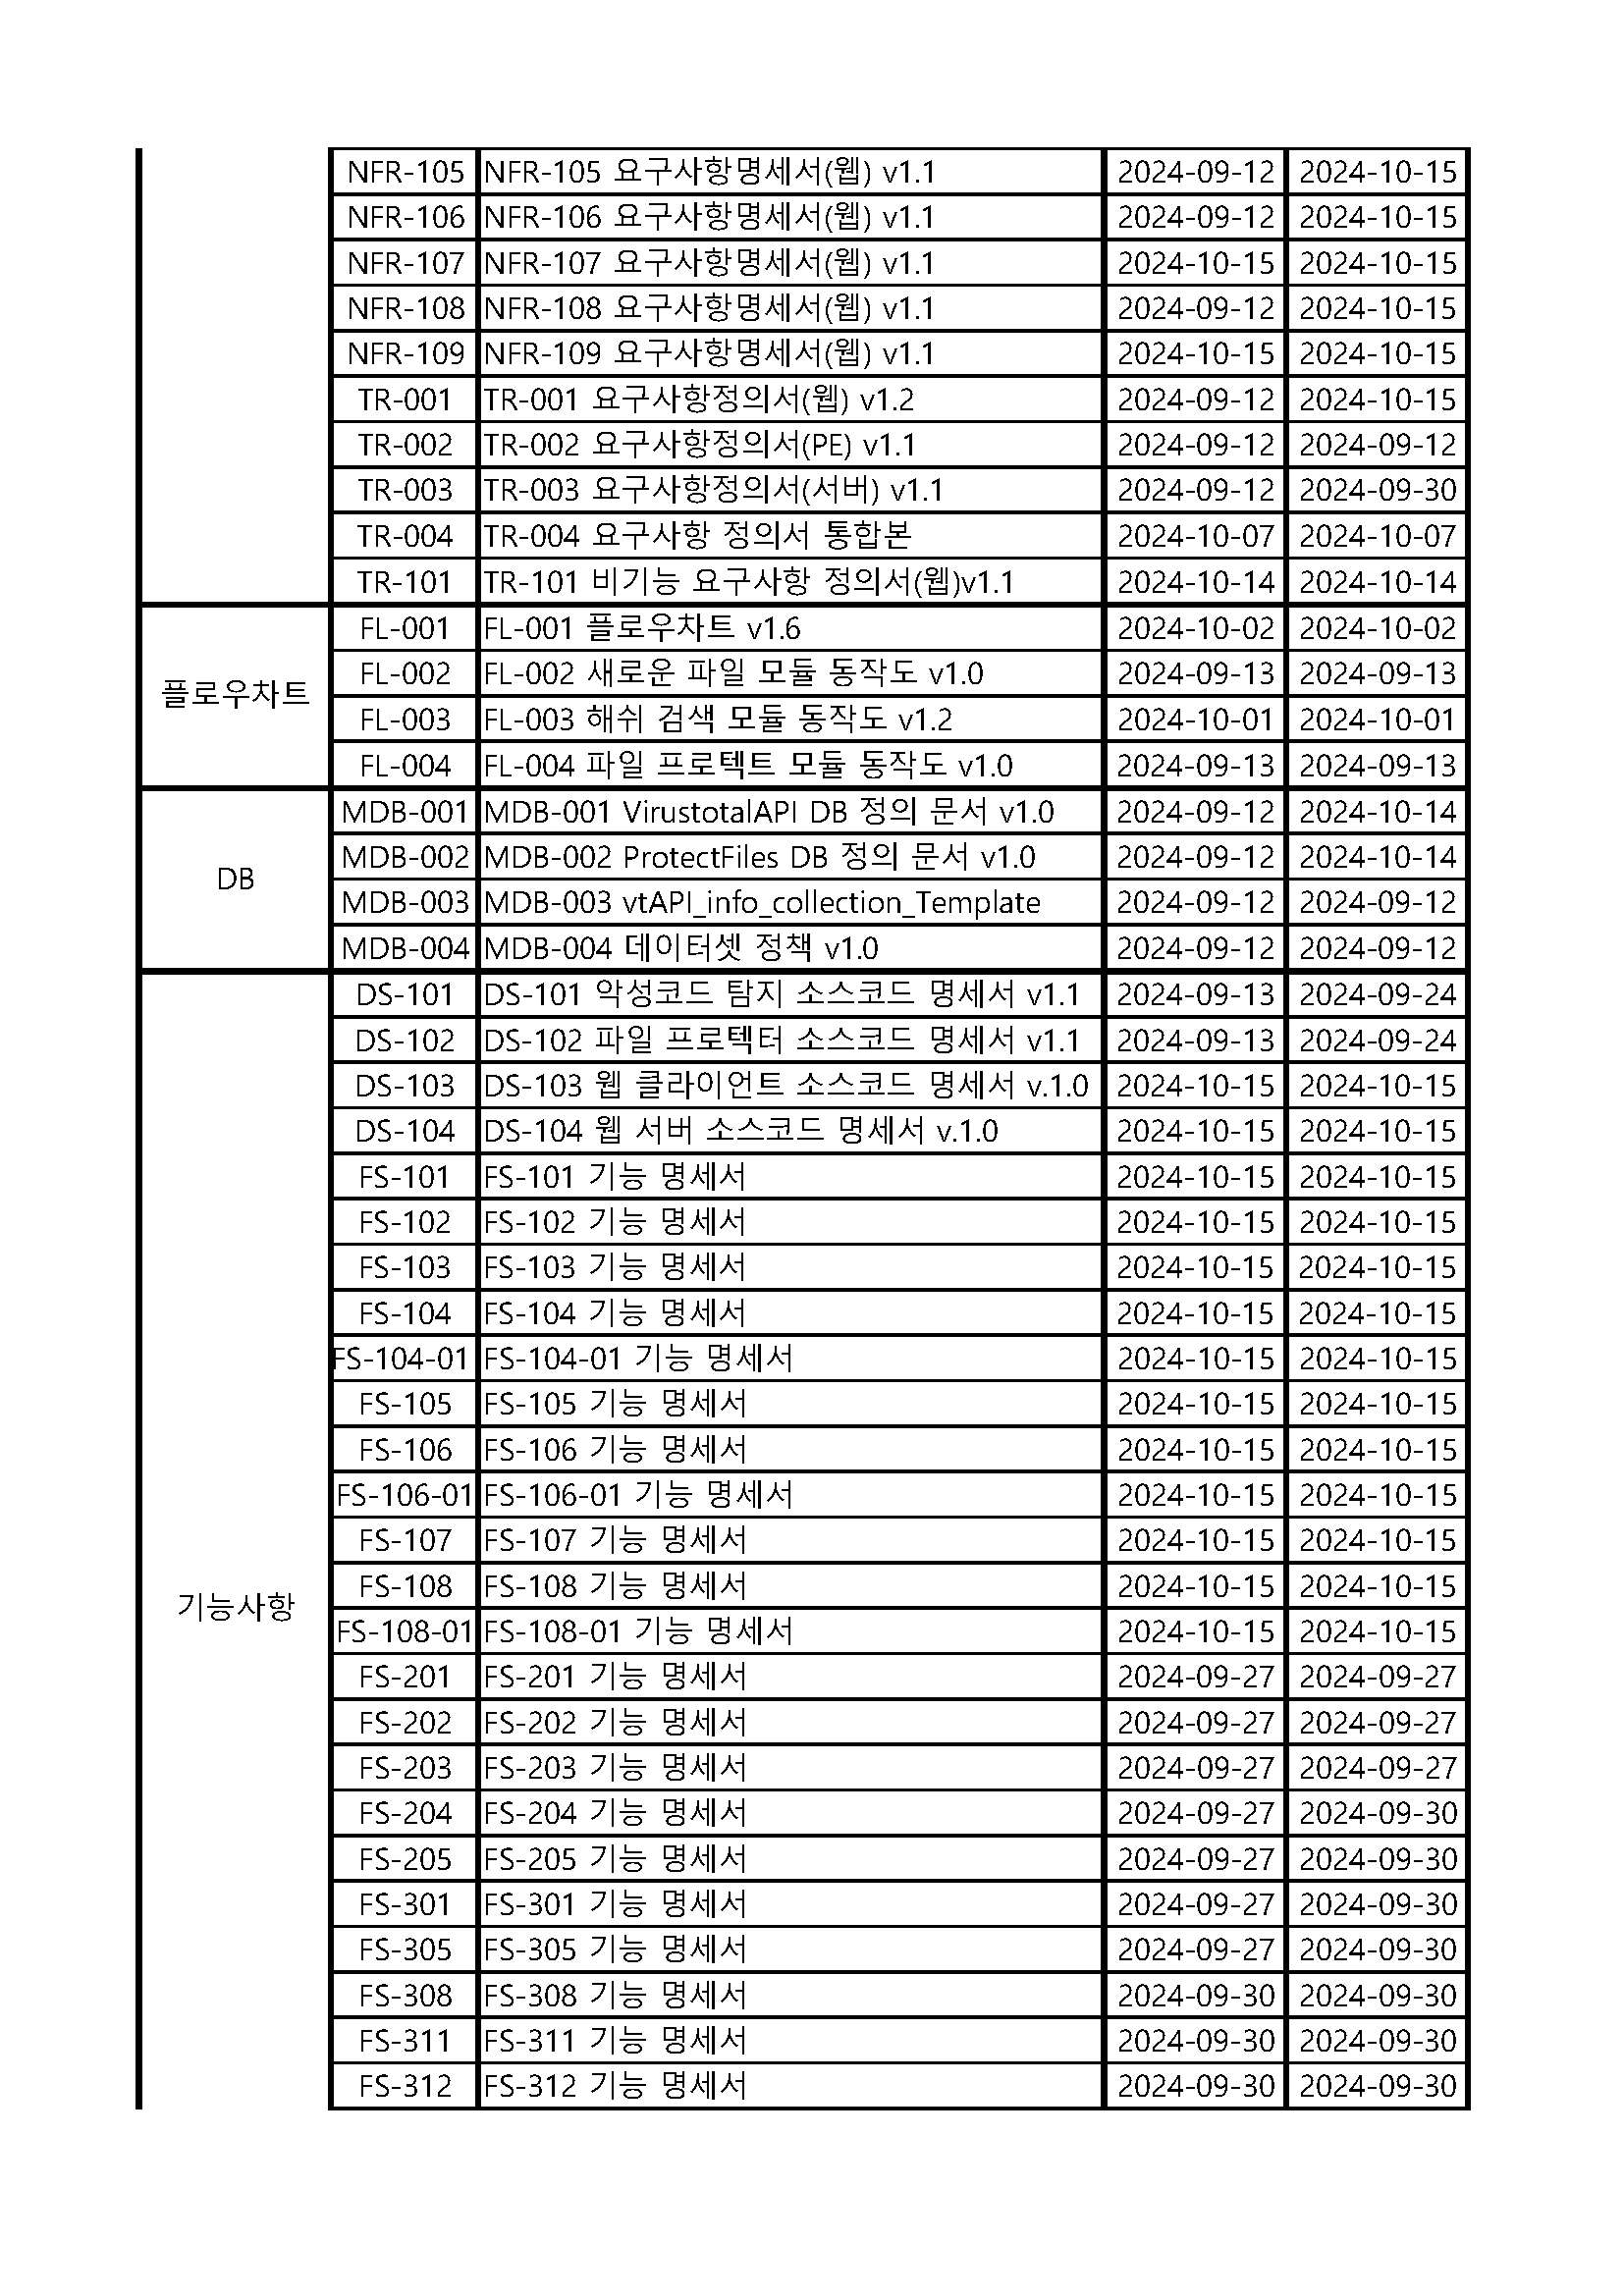 NFR-105 NFR-105 요구사항명세서(웹) v1.1 2024-09-12 2024-10-15
NFR-106 NFR-106 요구사항명세서(웹) v1.1 2024-09-12 2024-10-15
NFR-107 NFR-107 요구사항명세서(웹) v1.1 2024-10-15 2024-10-15
NFR-108 NFR-108 요구사항명세서(웹) v1.1 2024-09-12 2024-10-15
NFR-109 NFR-109 요구사항명세서(웹) v1.1 2024-10-15 2024-10-15
TR-001 TR-001 요구사항정의서(웹) v1.2 2024-09-12 2024-10-15
TR-002 TR-002 요구사항정의서(PE) v1.1 2024-09-12 2024-09-12
TR-003 TR-003 요구사항정의서(서버) v1.1 2024-09-12 2024-09-30
TR-004 TR-004 요구사항 정의서 통합본 2024-10-07 2024-10-07
TR-101 TR-101 비기능 요구사항 정의서(웹)v1.1 2024-10-14 2024-10-14
플로우차트
FL-001 FL-001 플로우차트 v1.6 2024-10-02 2024-10-02
FL-002 FL-002 새로운 파일 모듈 동작도 v1.0 2024-09-13 2024-09-13
FL-003 FL-003 해쉬 검색 모듈 동작도 v1.2 2024-10-01 2024-10-01
FL-004 FL-004 파일 프로텍트 모듈 동작도 v1.0 2024-09-13 2024-09-13
DB
MDB-001 MDB-001 VirustotalAPI DB 정의 문서 v1.0 2024-09-12 2024-10-14
MDB-002 MDB-002 ProtectFiles DB 정의 문서 v1.0 2024-09-12 2024-10-14
MDB-003 MDB-003 vtAPI_info_collection_Template 2024-09-12 2024-09-12
MDB-004 MDB-004 데이터셋 정책 v1.0 2024-09-12 2024-09-12
기능사항
DS-101 DS-101 악성코드 탐지 소스코드 명세서 v1.1 2024-09-13 2024-09-24
DS-102 DS-102 파일 프로텍터 소스코드 명세서 v1.1 2024-09-13 2024-09-24
DS-103 DS-103 웹 클라이언트 소스코드 명세서 v.1.0 2024-10-15 2024-10-15
DS-104 DS-104 웹 서버 소스코드 명세서 v.1.0 2024-10-15 2024-10-15
FS-101 FS-101 기능 명세서 2024-10-15 2024-10-15
FS-102 FS-102 기능 명세서 2024-10-15 2024-10-15
FS-103 FS-103 기능 명세서 2024-10-15 2024-10-15
FS-104 FS-104 기능 명세서 2024-10-15 2024-10-15
FS-104-01 FS-104-01 기능 명세서 2024-10-15 2024-10-15
FS-105 FS-105 기능 명세서 2024-10-15 2024-10-15
FS-106 FS-106 기능 명세서 2024-10-15 2024-10-15
FS-106-01 FS-106-01 기능 명세서 2024-10-15 2024-10-15
FS-107 FS-107 기능 명세서 2024-10-15 2024-10-15
FS-108 FS-108 기능 명세서 2024-10-15 2024-10-15
FS-108-01 FS-108-01 기능 명세서 2024-10-15 2024-10-15
FS-201 FS-201 기능 명세서 2024-09-27 2024-09-27
FS-202 FS-202 기능 명세서 2024-09-27 2024-09-27
FS-203 FS-203 기능 명세서 2024-09-27 2024-09-27
FS-204 FS-204 기능 명세서 2024-09-27 2024-09-30
FS-205 FS-205 기능 명세서 2024-09-27 2024-09-30
FS-301 FS-301 기능 명세서 2024-09-27 2024-09-30
FS-305 FS-305 기능 명세서 2024-09-27 2024-09-30
FS-308 FS-308 기능 명세서 2024-09-30 2024-09-30
FS-311 FS-311 기능 명세서 2024-09-30 2024-09-30
FS-312 FS-312 기능 명세서 2024-09-30 2024-09-30